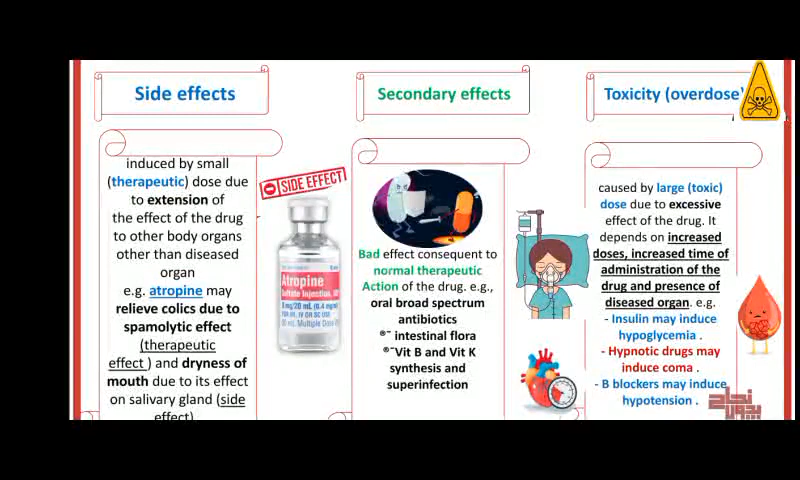 Side effects
induced by small
(therapeutic) dose due
to extension of
the effect of the drug
to other body organs
other than diseased
organ
e.g. atropine may
relieve colics due to
spamolytic effect
(therapeutic
effect ) and dryness of
mouth due to its effect
on salivary gland (side
effect)
SIDE EFFECT
Atropine
Sulfate Injection,
Secondary effects
Bad effect consequent to
normal therapeutic
Action of the drug. e.g.,
oral broad spectrum
antibiotics
®¯ intestinal flora
®¯Vit B and Vit K
synthesis and
superinfection
Toxicity (overdose)
caused by large (toxic)
dose due to excessive
effect of the drug. It
depends on increased
doses, increased time of
administration of the
drug and presence of
diseased organ. e.g.
- Insulin may induce
hypoglycemia .
- Hypnotic drugs may
induce coma .
- B blockers may induce
hypotension .